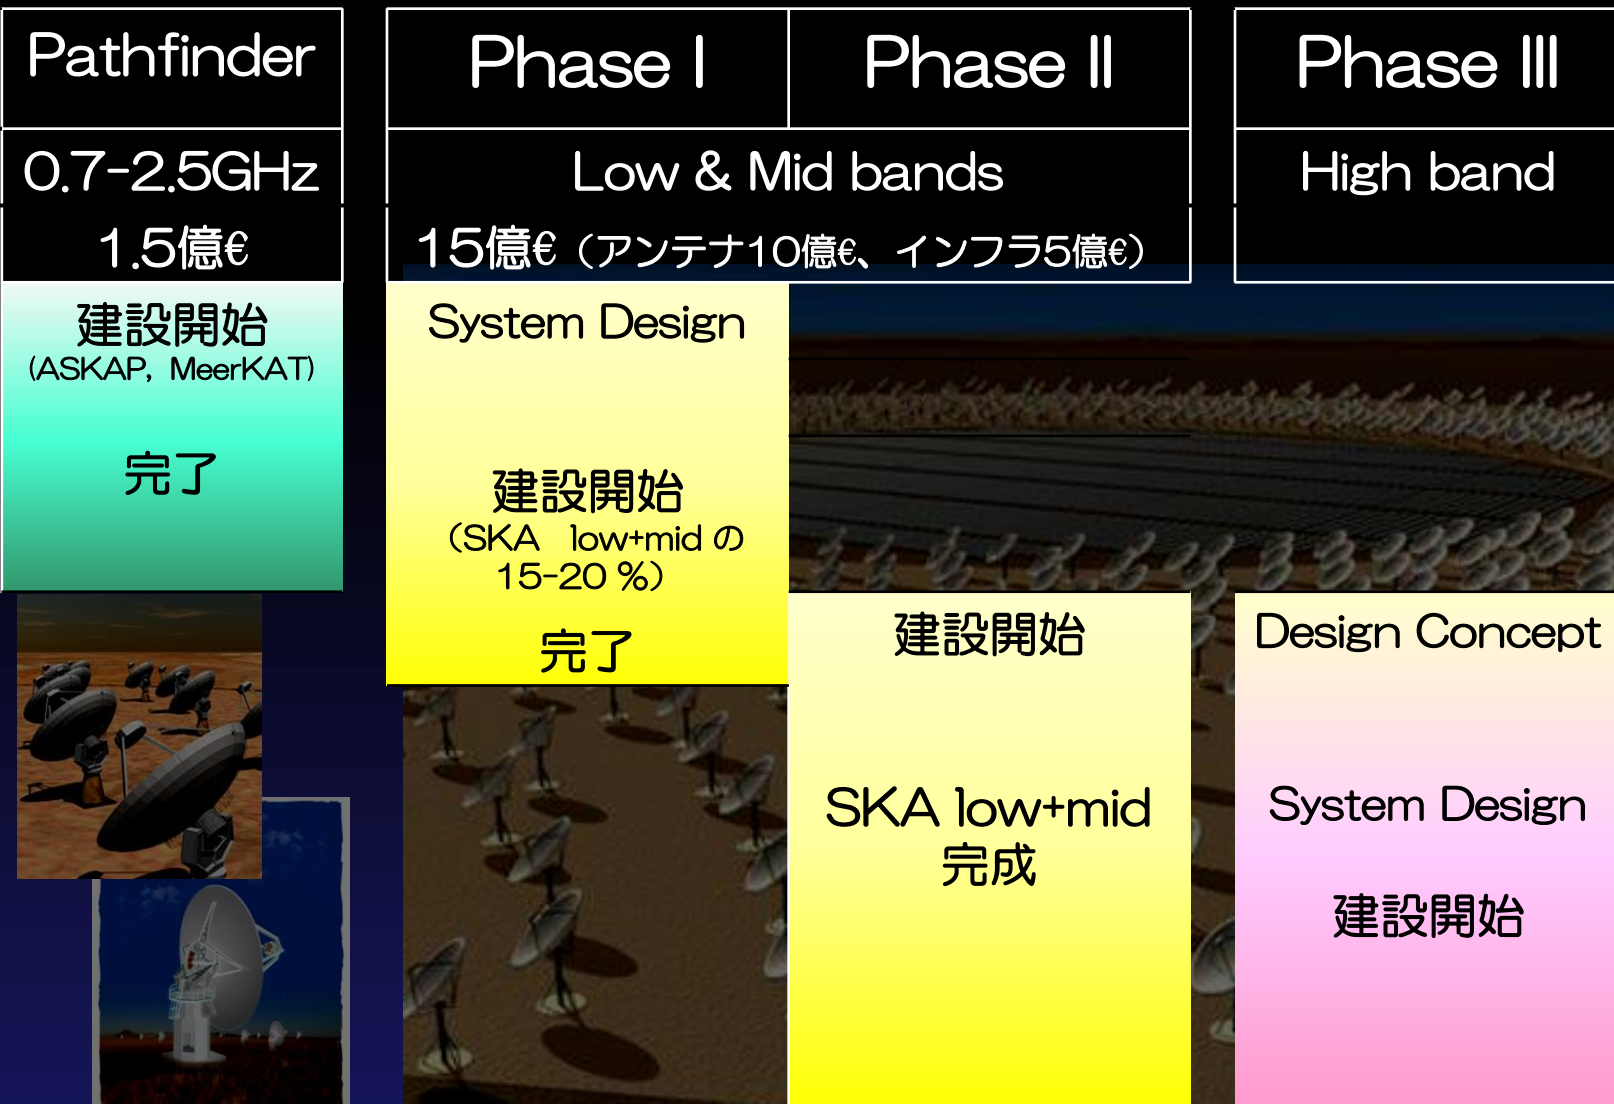 Pathfinder
Phase Ⅰ
Phase Ⅱ
Phase Ⅲ
0.7-2.5GHz
Low & Mid bands
High band
1.5億€
15億€（アンテナ10億€、インフラ5億€）
建設開始
(ASKAP, MeerKAT)
完了
System Design
建設開始
（SKA　low+mid の
15-20 %）
完了
建設開始
SKA low+mid
完成
Design Concept
System Design
建設開始